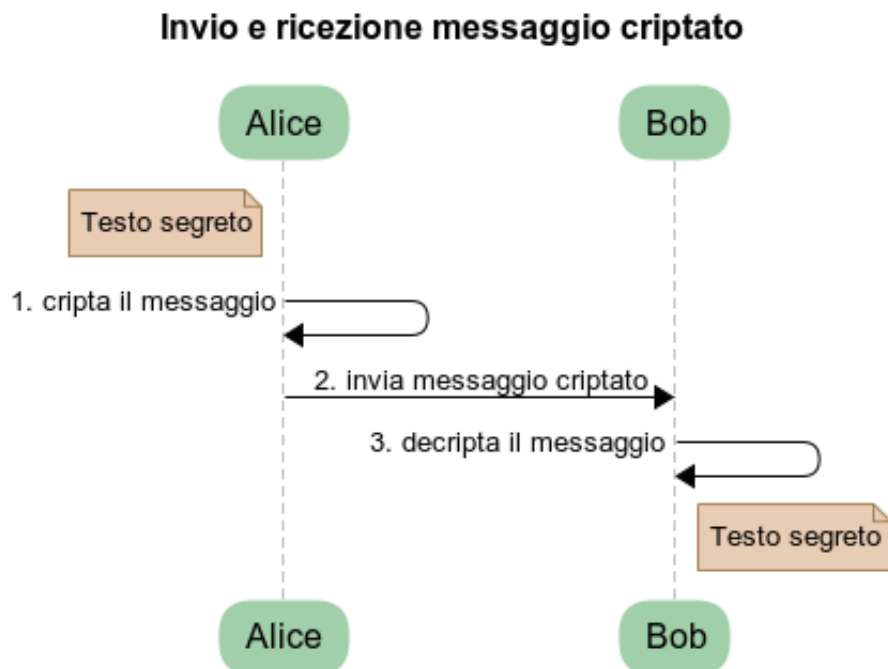 Invio e ricezione messaggio criptato
Alice
Bob
Testo segreto
1. cripta il messaggio
2. invia messaggio criptato
3. decripta il messaggio
Testo segreto
Alice
Bob